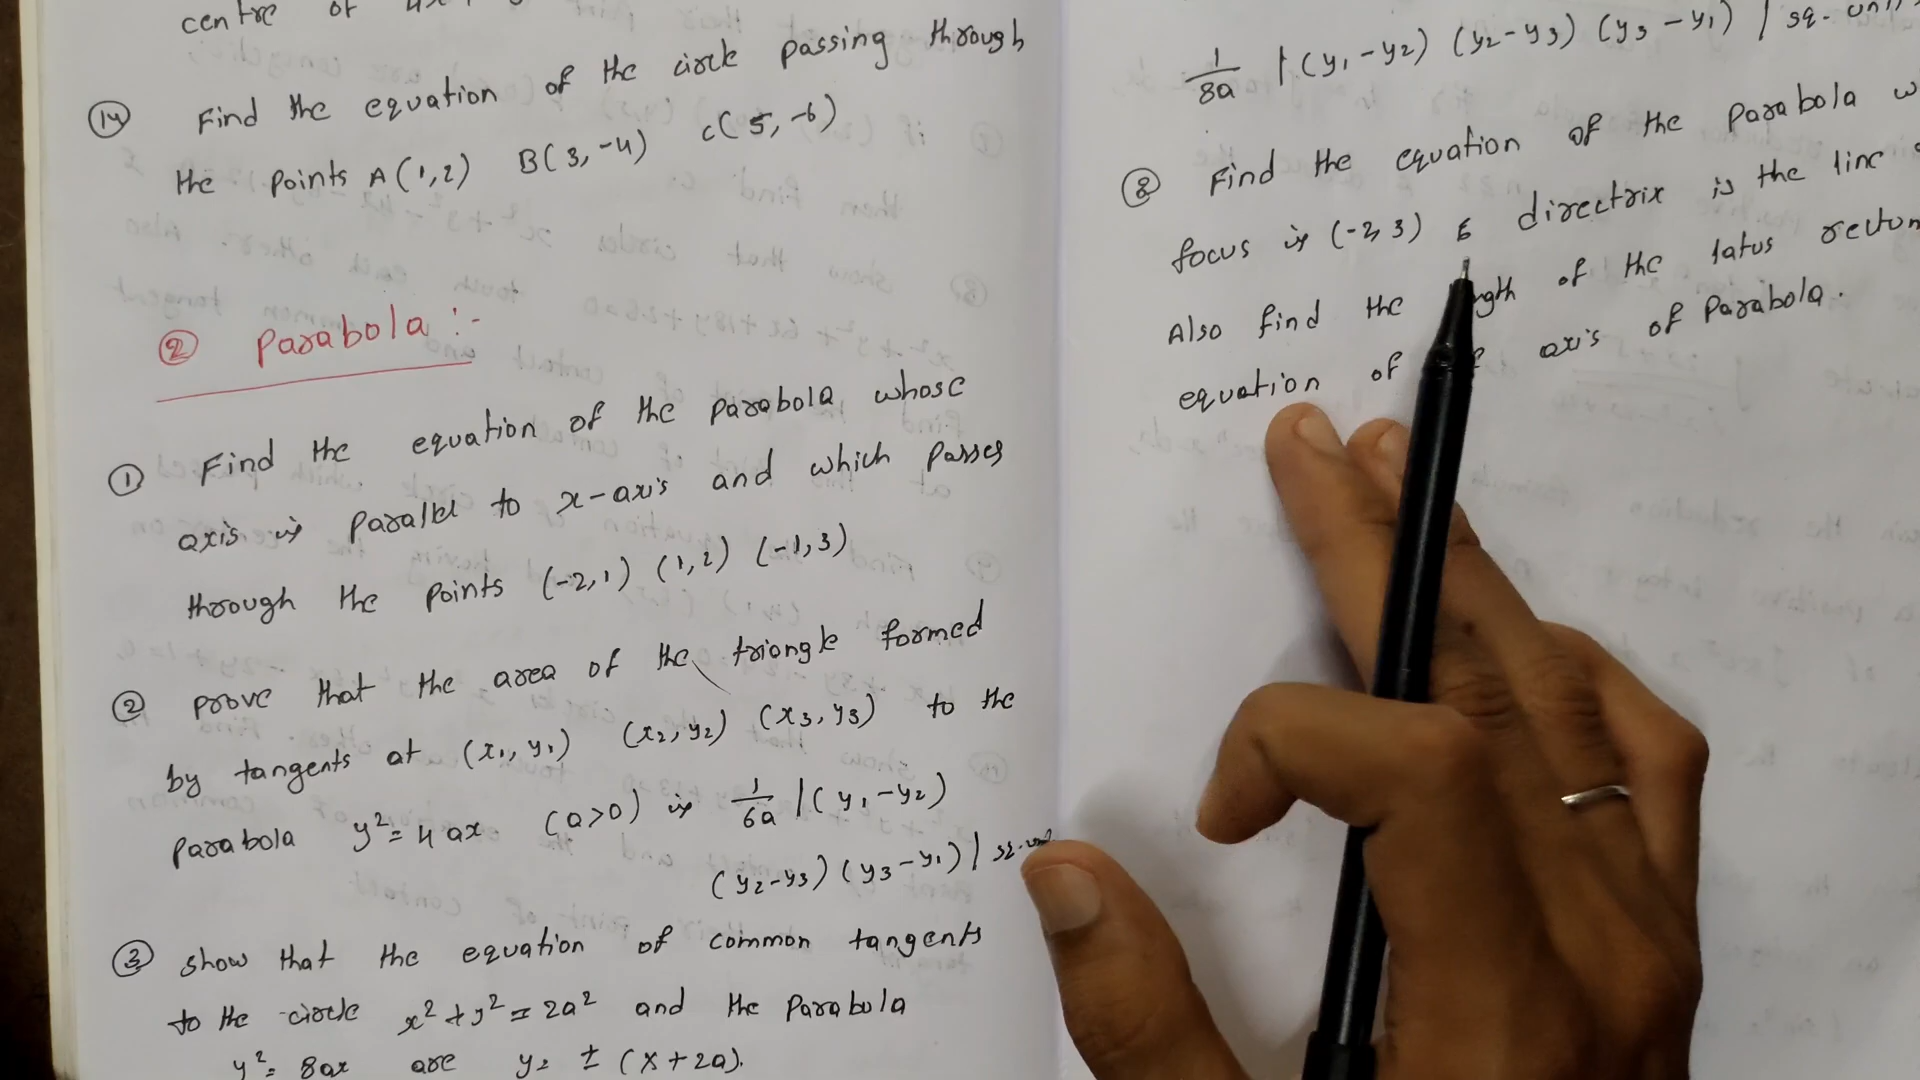 centre of
⑭ Find the equation of the circle passing through
the points A(1,2) B(3,-4) C(5,-6)
② Parabola :-
① Find the equation of the parabola whose
axis is parallel to x-axis and which passes
through the points (-2,1) (1,2) (-1,3)
② prove that the area of the triangle formed
by tangents at (x₁, y₁) (x₂, y₂) (x₃, y₃) to the
parabola y² = 4ax (a>0) is 1/6a |(y₁-y₂)
(y₂-y₃) (y₃-y₁)| sq.
③ show that the equation of common tangents
to the circle x² + y² = 2a² and the Parabola
y² = 8ax are y = ± (x + 2a).
1/8a |(y₁-y₂) (y₂-y₃) (y₃-y₁)| sq.
⑧ Find the equation of the parabola
focus is (-2, 3) & directrix is the line
Also find the of the latus rectum
equation of axis of Parabola.